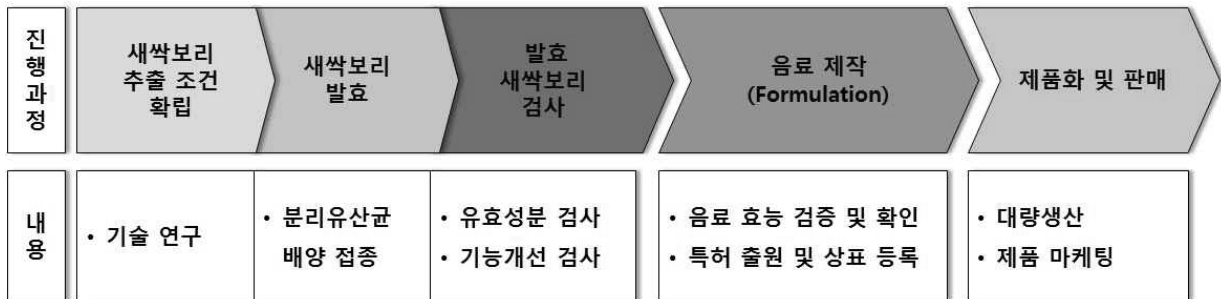 진행과정
새싹보리
추출 조건
확립
새싹보리
발효
발효
새싹보리
검사
음료 제작
(Formulation)
제품화 및 판매
내용
• 기술 연구
• 분리유산균
배양 접종
• 유효성분 검사
• 기능개선 검사
• 음료 효능 검증 및 확인
• 특허 출원 및 상표 등록
• 대량생산
• 제품 마케팅